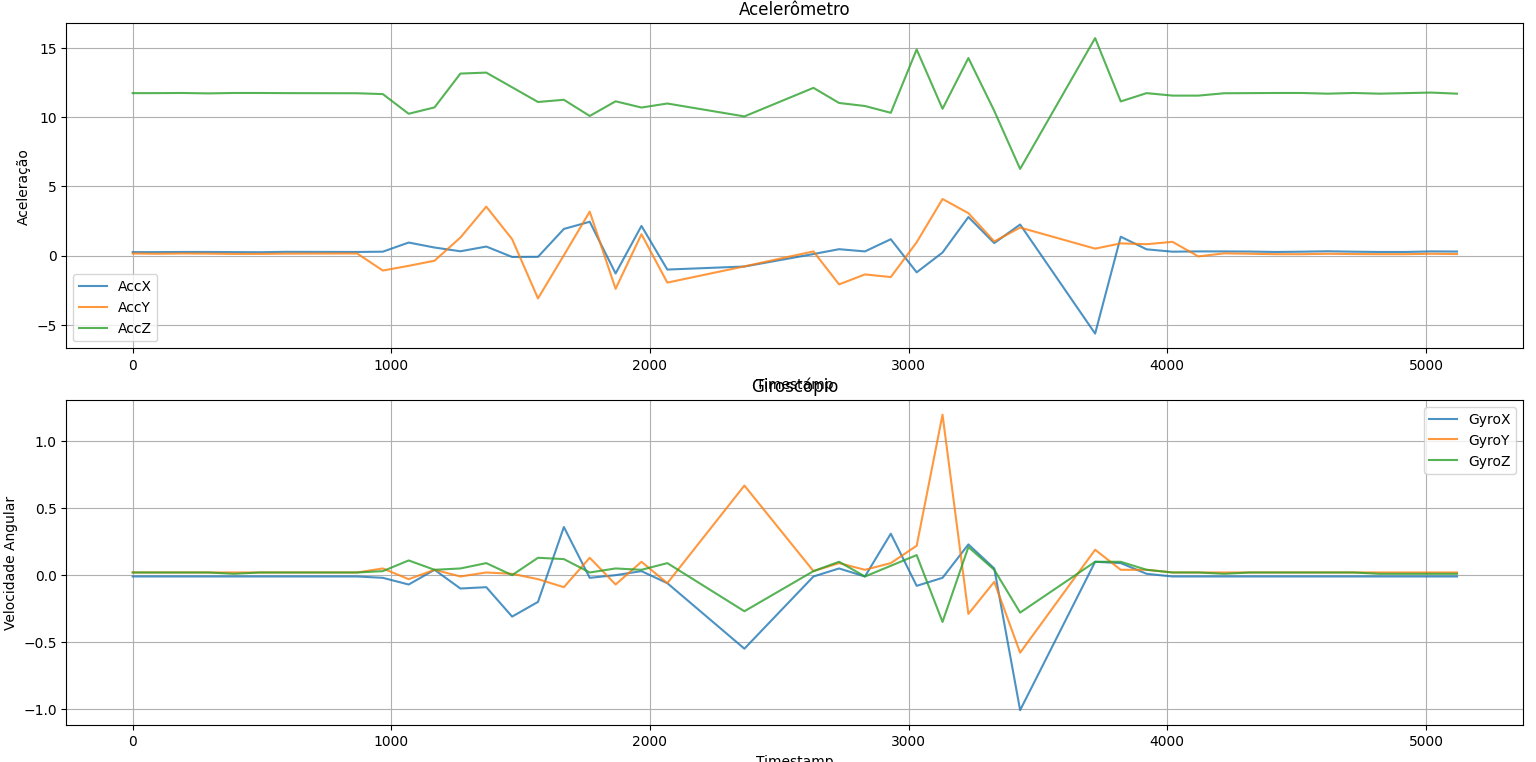 Acelerômetro
Aceleração
15
10
5
0
−5
AccX
AccY
AccZ
0
1000
2000
3000
4000
5000
Timestamp
Giroscópio
Velocidade Angular
1.0
0.5
0.0
−0.5
−1.0
GyroX
GyroY
GyroZ
0
1000
2000
3000
4000
5000
Timestamp